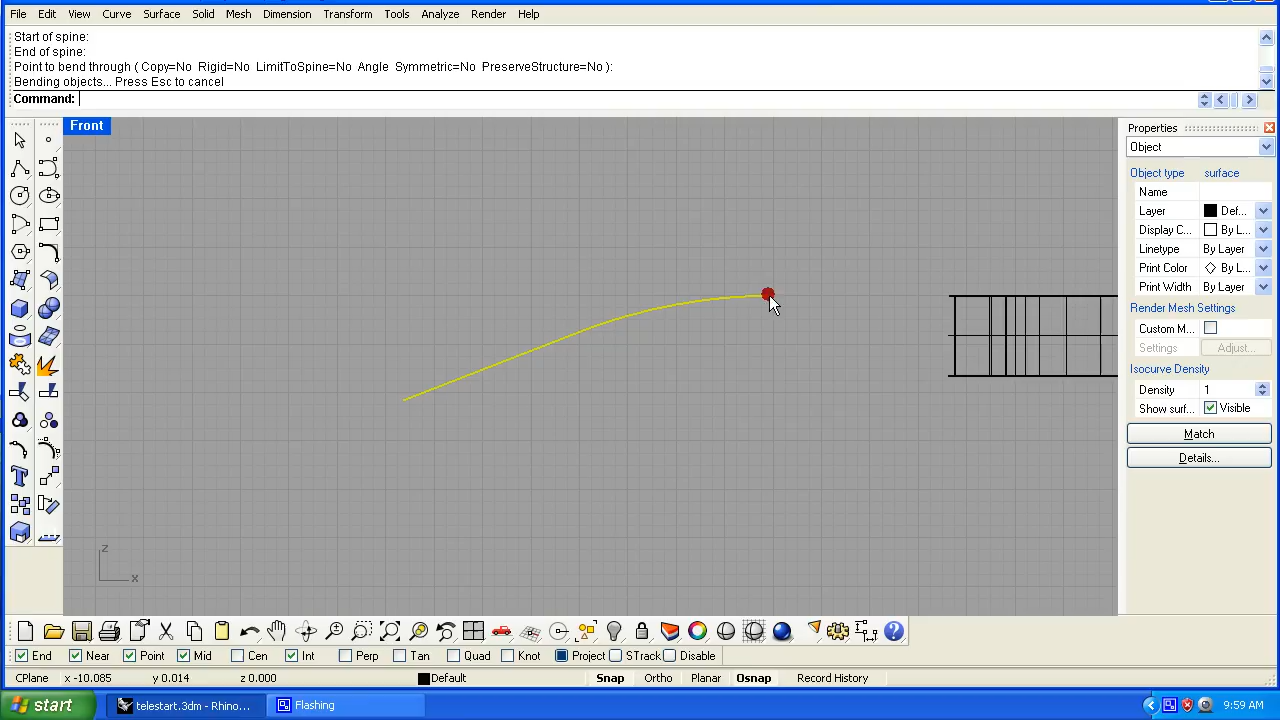 File Edit View Curve Surface Solid Mesh Dimension Transform Tools Analyze Render Help
Start of spine:
End of spine:
Point to bend through ( Copy=No Rigid=No LimitToSpine=No Angle Symmetric=No PreserveStructure=No ):
Bending objects... Press Esc to cancel
Command:
Front
Properties
Object
Object type surface
Name
Layer Def...
Display C... By L...
Linetype By Layer
Print Color By L...
Print Width By Layer
Render Mesh Settings
Custom M...
Settings Adjust...
Isocurve Density
Density 1
Show surf... Visible
Match
Details...
z
x
End Near Point Mid Cen Int Perp Tan Quad Knot Project STrack Disable
CPlane x -10.085 y 0.014 z 0.000 Default Snap Ortho Planar Osnap Record History
start telestart.3dm - Rhino... Flashing 9:59 AM